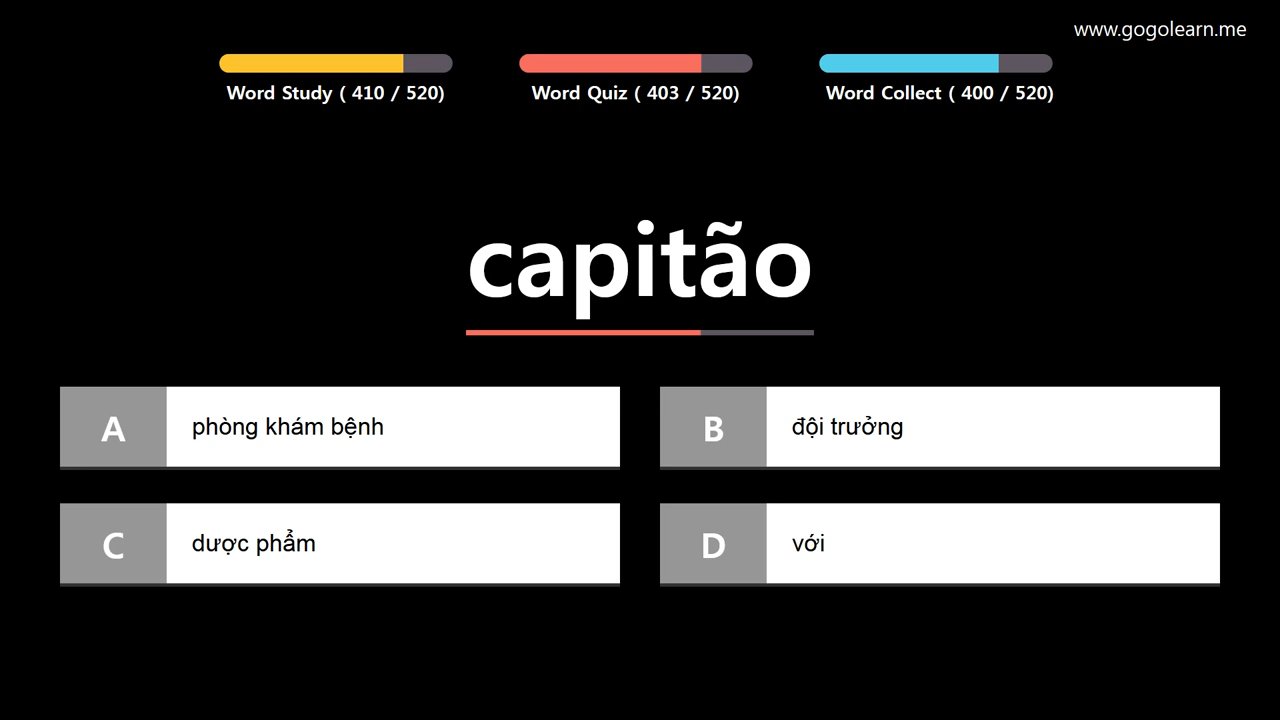 www.gogolearn.me
Word Study ( 410 / 520)
Word Quiz ( 403 / 520)
Word Collect ( 400 / 520)
capitão
A
phòng khám bệnh
B
đội trưởng
C
dược phẩm
D
với